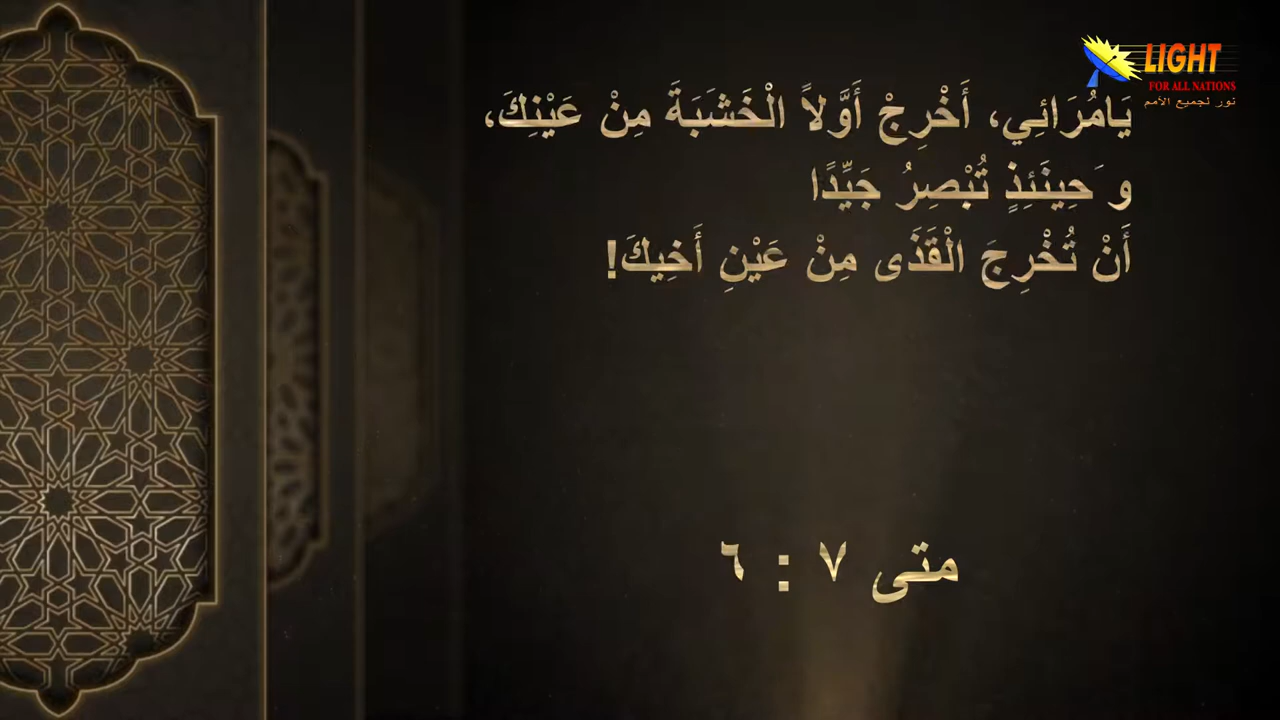 LIGHT
FOR ALL NATIONS
نور لجميع الأمم
يَامُرَائِي، أَخْرِجْ أَوَّلاً الْخَشَبَةَ مِنْ عَيْنِكَ،
و َحِينَئِذٍ تُبْصِرُ جَيِّدًا
أَنْ تُخْرِجَ الْقَذَى مِنْ عَيْنِ أَخِيكَ!
متى ٧ : ٦